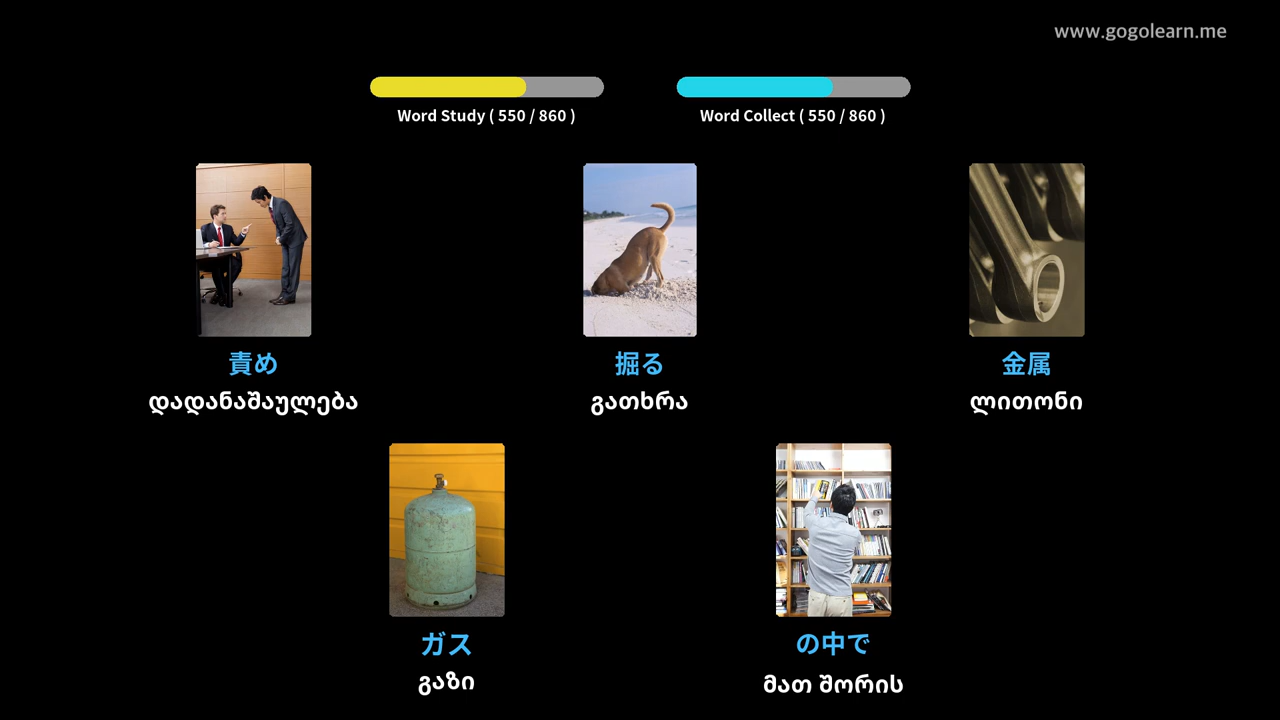 www.gogolearn.me
Word Study ( 550 / 860 )
Word Collect ( 550 / 860 )
責め
掘る
金属
დადანაშაულება
გათხრა
ლითონი
ガス
の中で
გაზი
მათ შორის